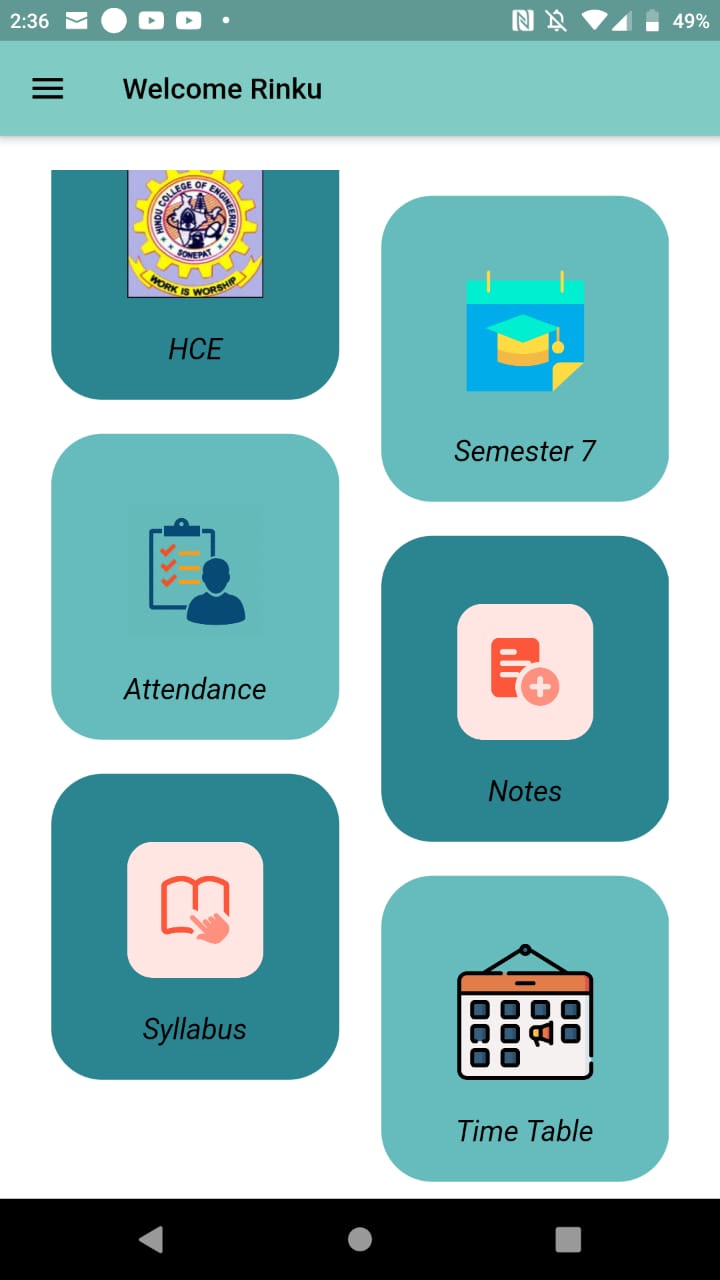 2:36
49%
Welcome Rinku
HINDU COLLEGE OF ENGINEERING
SONEPAT
WORK IS WORSHIP
HCE
Semester 7
Attendance
Notes
Syllabus
Time Table